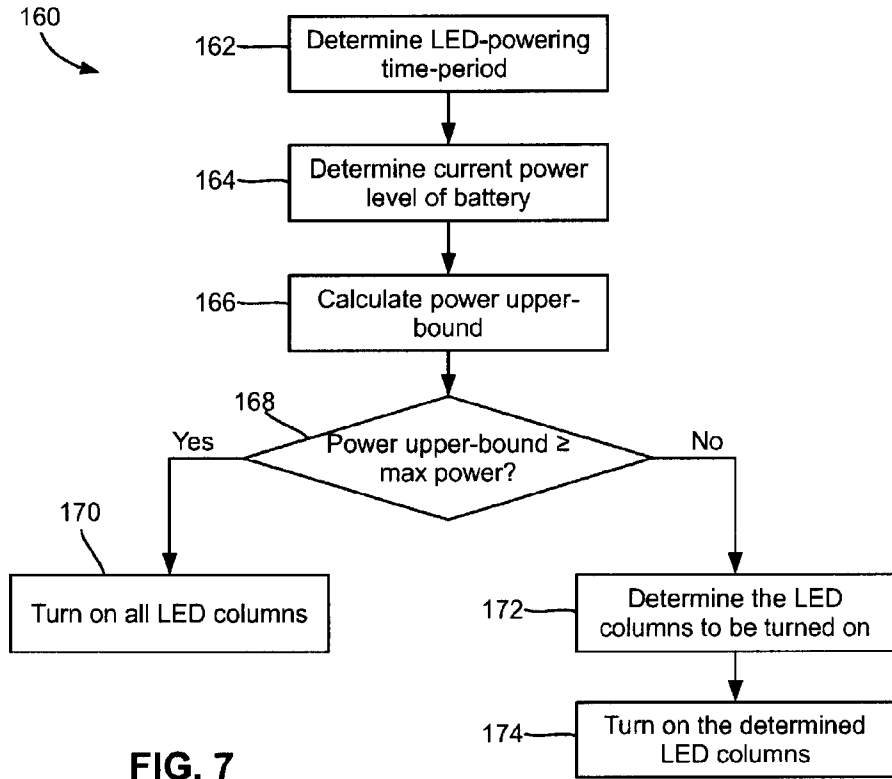 160
162
Determine LED-powering
time-period
164
Determine current power
level of battery
166
Calculate power upper-
bound
168
Yes
Power upper-bound ≥
max power?
No
170
Turn on all LED columns
172
Determine the LED
columns to be turned on
174
Turn on the determined
LED columns
FIG. 7